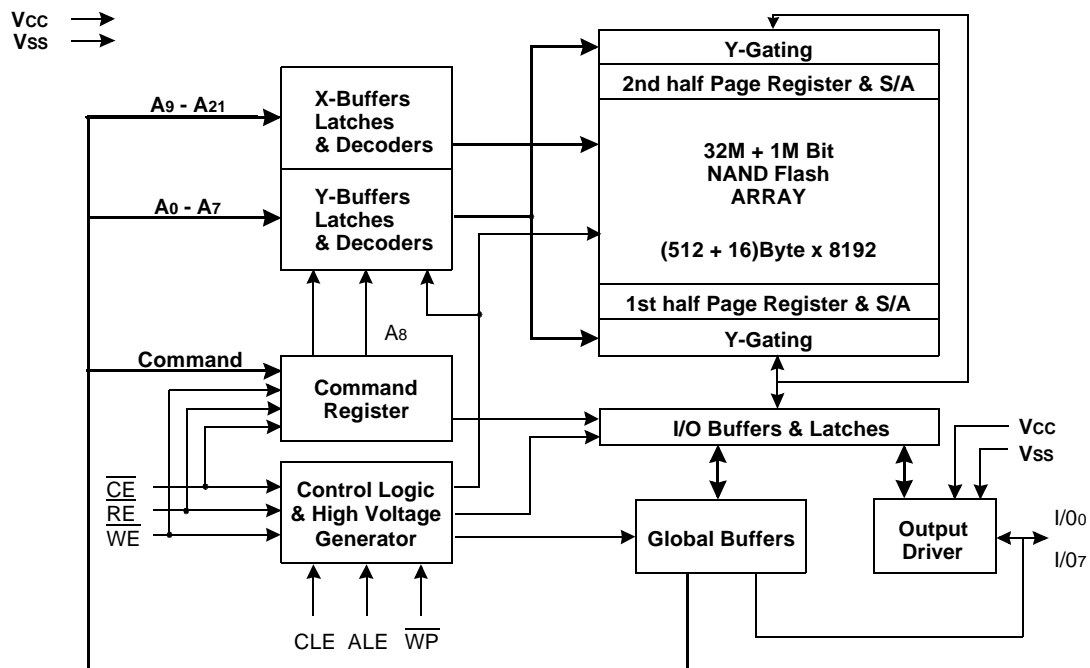 VCC
VSS
A9 - A21
X-Buffers
Latches
& Decoders
A0 - A7
Y-Buffers
Latches
& Decoders
Y-Gating
2nd half Page Register & S/A
32M + 1M Bit
NAND Flash
ARRAY
(512 + 16)Byte x 8192
1st half Page Register & S/A
Y-Gating
A8
Command
Command
Register
I/O Buffers & Latches
VCC
VSS
CE
RE
WE
Control Logic
& High Voltage
Generator
Global Buffers
Output
Driver
I/00
I/07
CLE
ALE
WP